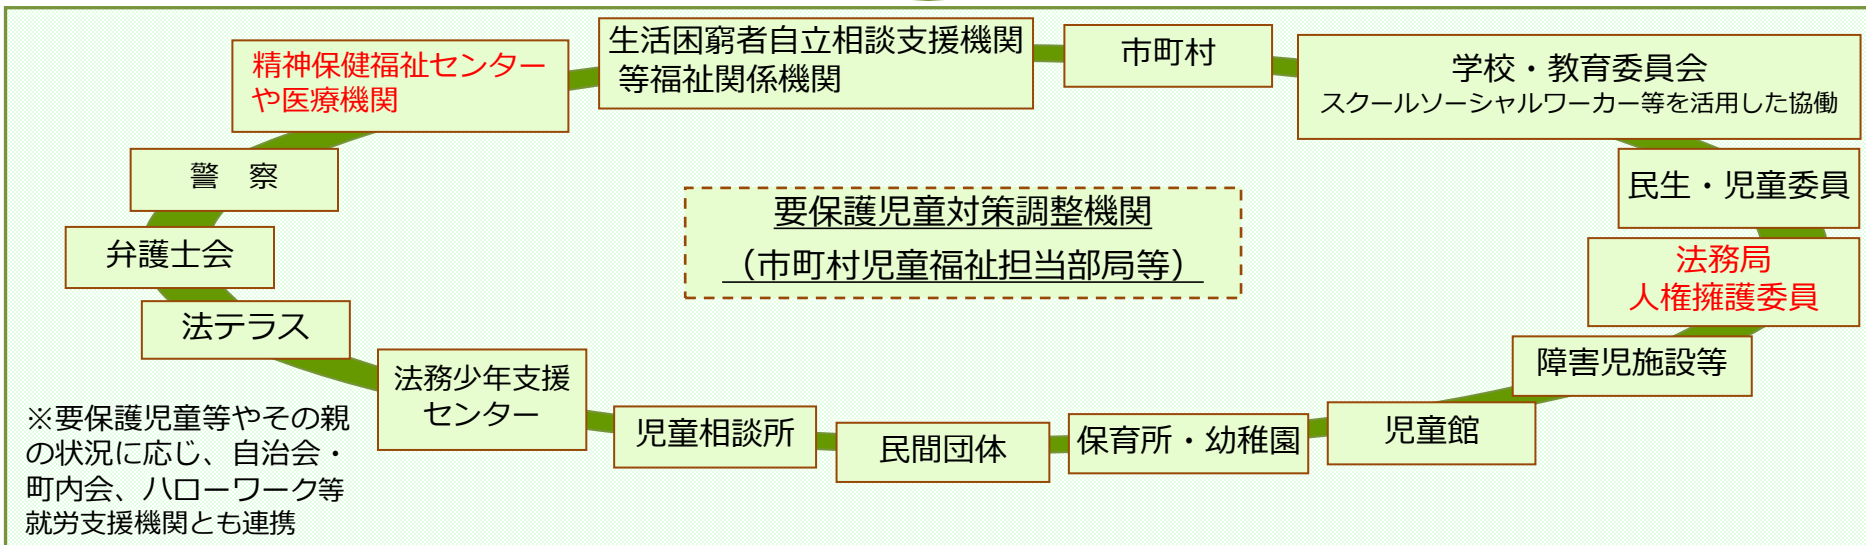 生活困窮者自立相談支援機関
等福祉関係機関
市町村
学校・教育委員会
スクールソーシャルワーカー等を活用した協働
精神保健福祉センター
や医療機関
警　察
民生・児童委員
要保護児童対策調整機関
（市町村児童福祉担当部局等）
弁護士会
法務局
人権擁護委員
法テラス
障害児施設等
法務少年支援
センター
児童相談所
民間団体
保育所・幼稚園
児童館
※要保護児童等やその親
の状況に応じ、自治会・
町内会、ハローワーク等
就労支援機関とも連携